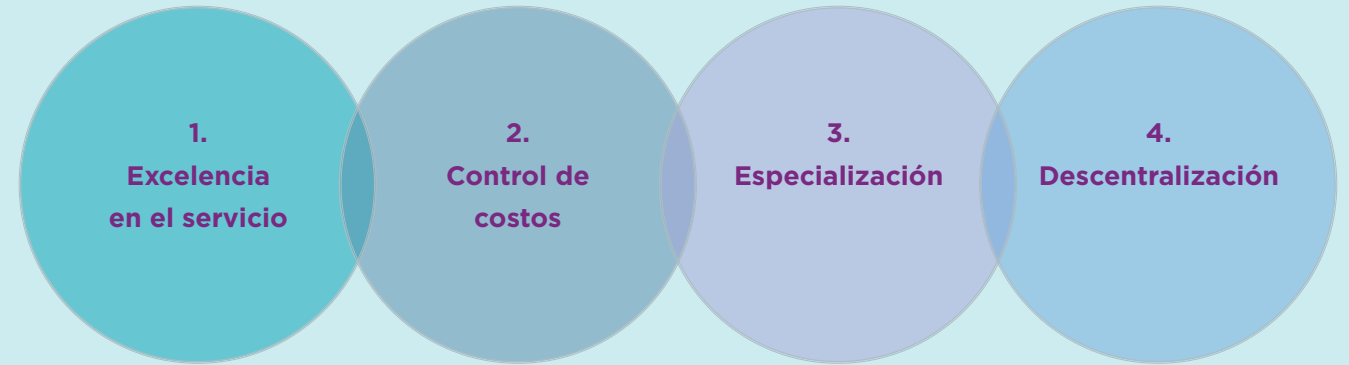 1.
Excelencia
en el servicio
2.
Control de
costos
3.
Especialización
4.
Descentralización